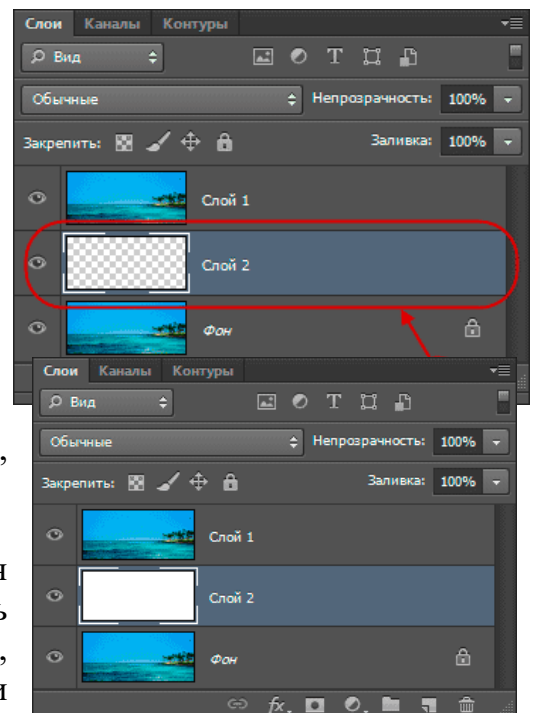 Слои Каналы Контуры
Вид
T
Обычные Непрозрачность: 100%
Закрепить: Заливка: 100%
Слой 1
Слой 2
Фон
Слои Каналы Контуры
Вид
T
Обычные Непрозрачность: 100%
,
Закрепить: Заливка: 100%
Слой 1
я
Слой 2
ь
Фон
,
и
fx